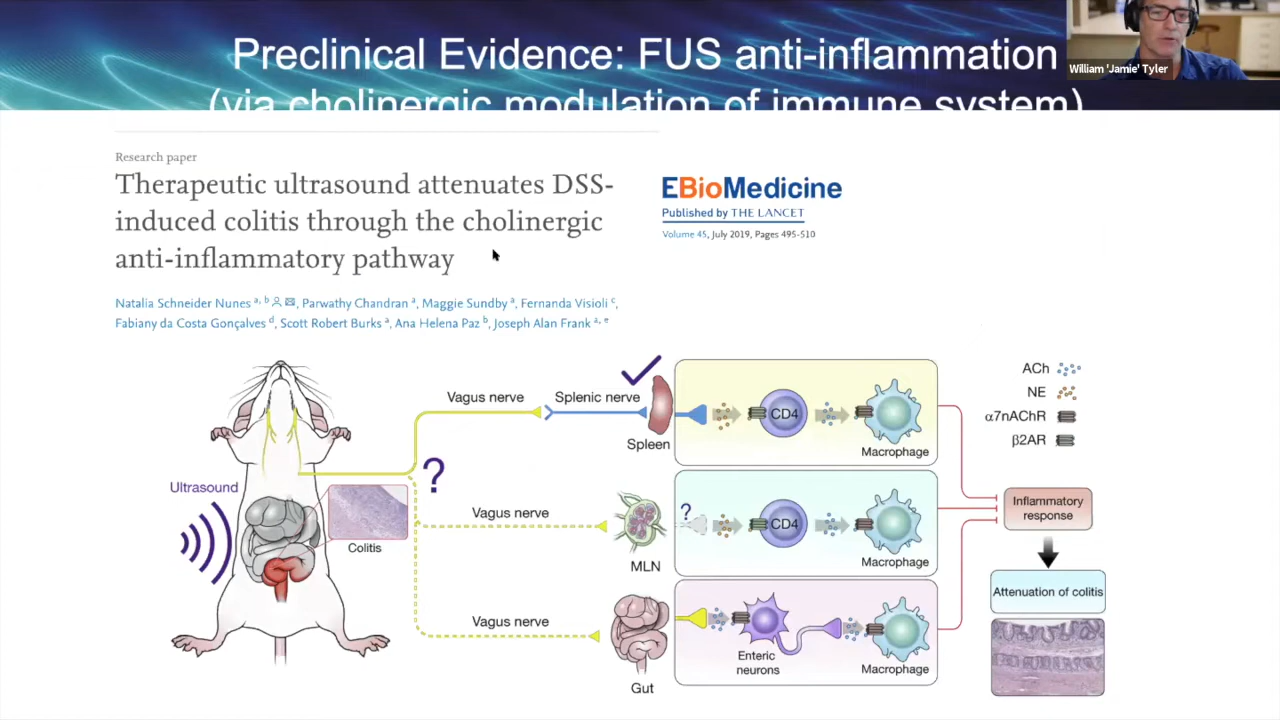 Preclinical Evidence: FUS anti-inflammation
(via cholinergic modulation of immune system)
William 'Jamie' Tyler
Research paper
Therapeutic ultrasound attenuates DSS-
induced colitis through the cholinergic
anti-inflammatory pathway
EBioMedicine
Published by THE LANCET
Volume 45, July 2019, Pages 495-510
Natalia Schneider Nunes a, b, Parwathy Chandran a, Maggie Sundby a, Fernanda Visioli c,
Fabiany da Costa Gonçalves d, Scott Robert Burks a, Ana Helena Paz b, Joseph Alan Frank a, e
Ultrasound
Colitis
?
Vagus nerve
Splenic nerve
Spleen
CD4
Macrophage
Vagus nerve
MLN
?
CD4
Macrophage
Vagus nerve
Gut
Enteric
neurons
Macrophage
ACh
NE
α7nAChR
β2AR
Inflammatory
response
Attenuation of colitis